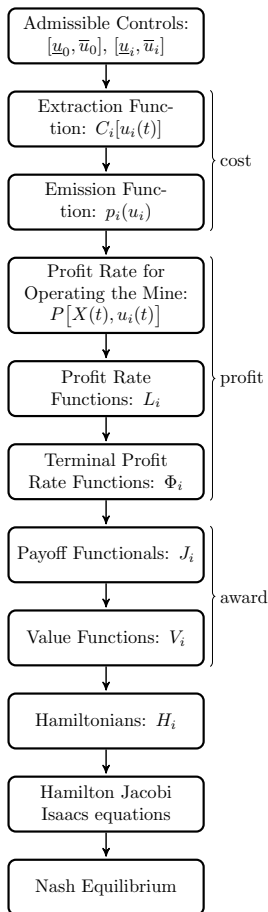 Admissible Controls:
[u̲₀,u̅₀], [u̲ᵢ,u̅ᵢ]
Extraction Func-
tion: Cᵢ[uᵢ(t)]
cost
Emission Func-
tion: pᵢ(uᵢ)
Profit Rate for
Operating the Mine:
P[X(t), uᵢ(t)]
Profit Rate
Functions: Lᵢ
profit
Terminal Profit
Rate Functions: Φᵢ
Payoff Functionals: Jᵢ
award
Value Functions: Vᵢ
Hamiltonians: Hᵢ
Hamilton Jacobi
Isaacs equations
Nash Equilibrium